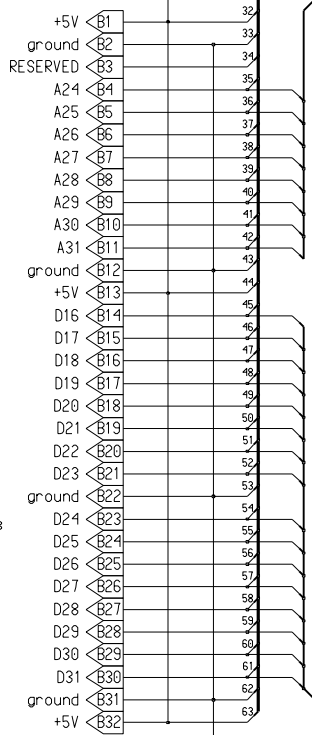 +5V B1 32
ground B2 33
RESERVED B3 34
A24 B4 35
A25 B5 36
A26 B6 37
A27 B7 38
A28 B8 39
A29 B9 40
A30 B10 41
A31 B11 42
ground B12 43
+5V B13 44
D16 B14 45
D17 B15 46
D18 B16 47
D19 B17 48
D20 B18 49
D21 B19 50
D22 B20 51
D23 B21 52
ground B22 53
D24 B23 54
D25 B24 55
D26 B25 56
D27 B26 57
D28 B27 58
D29 B28 59
D30 B29 60
D31 B30 61
ground B31 62
+5V B32 63